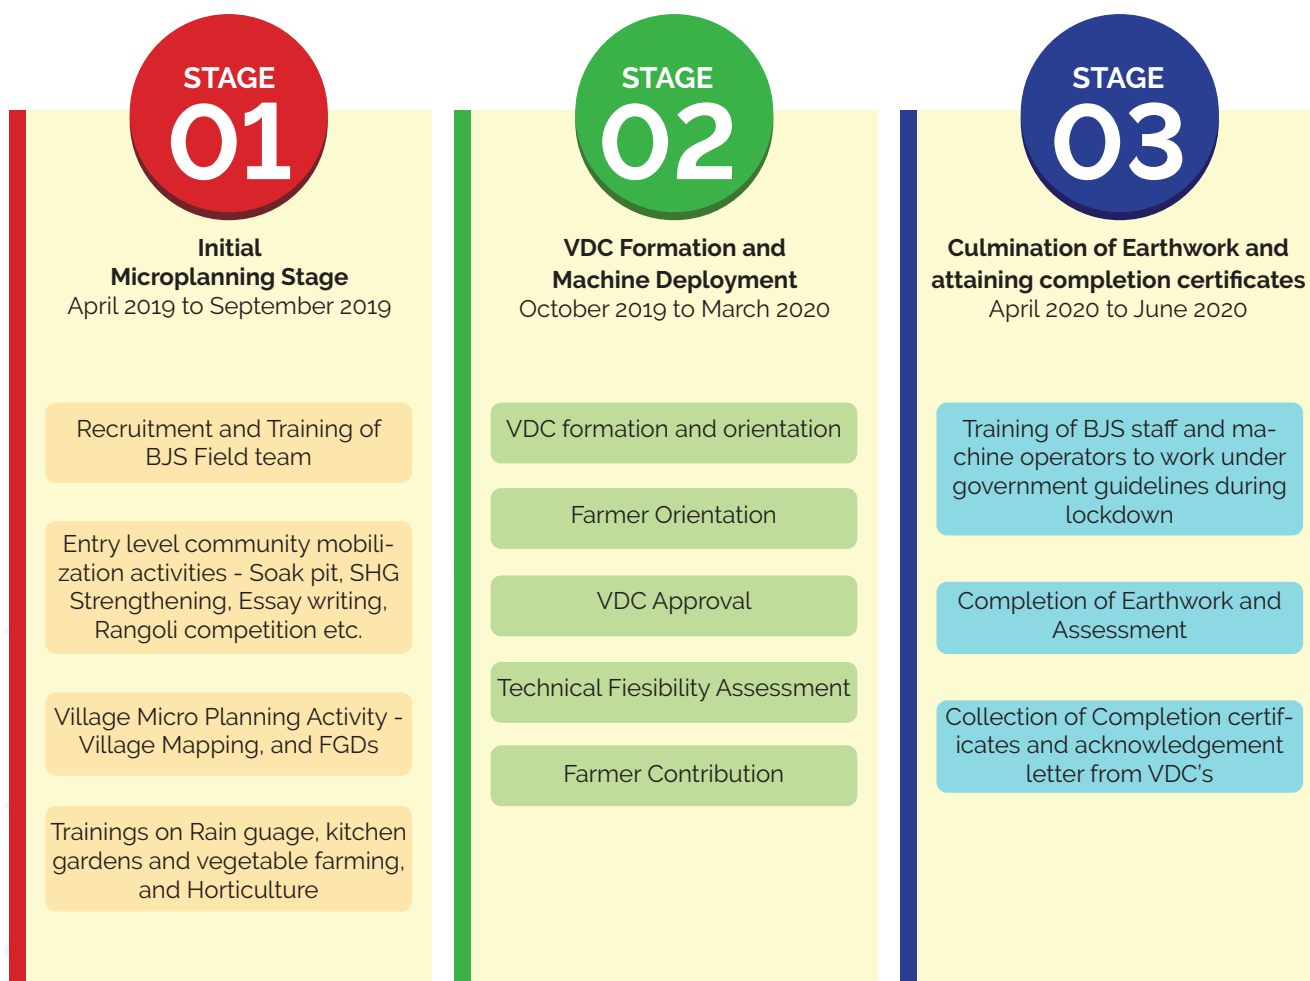 STAGE
01
Initial
Microplanning Stage
April 2019 to September 2019
Recruitment and Training of
BJS Field team
Entry level community mobili-
zation activities - Soak pit, SHG
Strengthening, Essay writing,
Rangoli competition etc.
Village Micro Planning Activity -
Village Mapping, and FGDs
Trainings on Rain guage, kitchen
gardens and vegetable farming,
and Horticulture
STAGE
02
VDC Formation and
Machine Deployment
October 2019 to March 2020
VDC formation and orientation
Farmer Orientation
VDC Approval
Technical Fiesibility Assessment
Farmer Contribution
STAGE
03
Culmination of Earthwork and
attaining completion certificates
April 2020 to June 2020
Training of BJS staff and ma-
chine operators to work under
government guidelines during
lockdown
Completion of Earthwork and
Assessment
Collection of Completion certif-
icates and acknowledgement
letter from VDC's